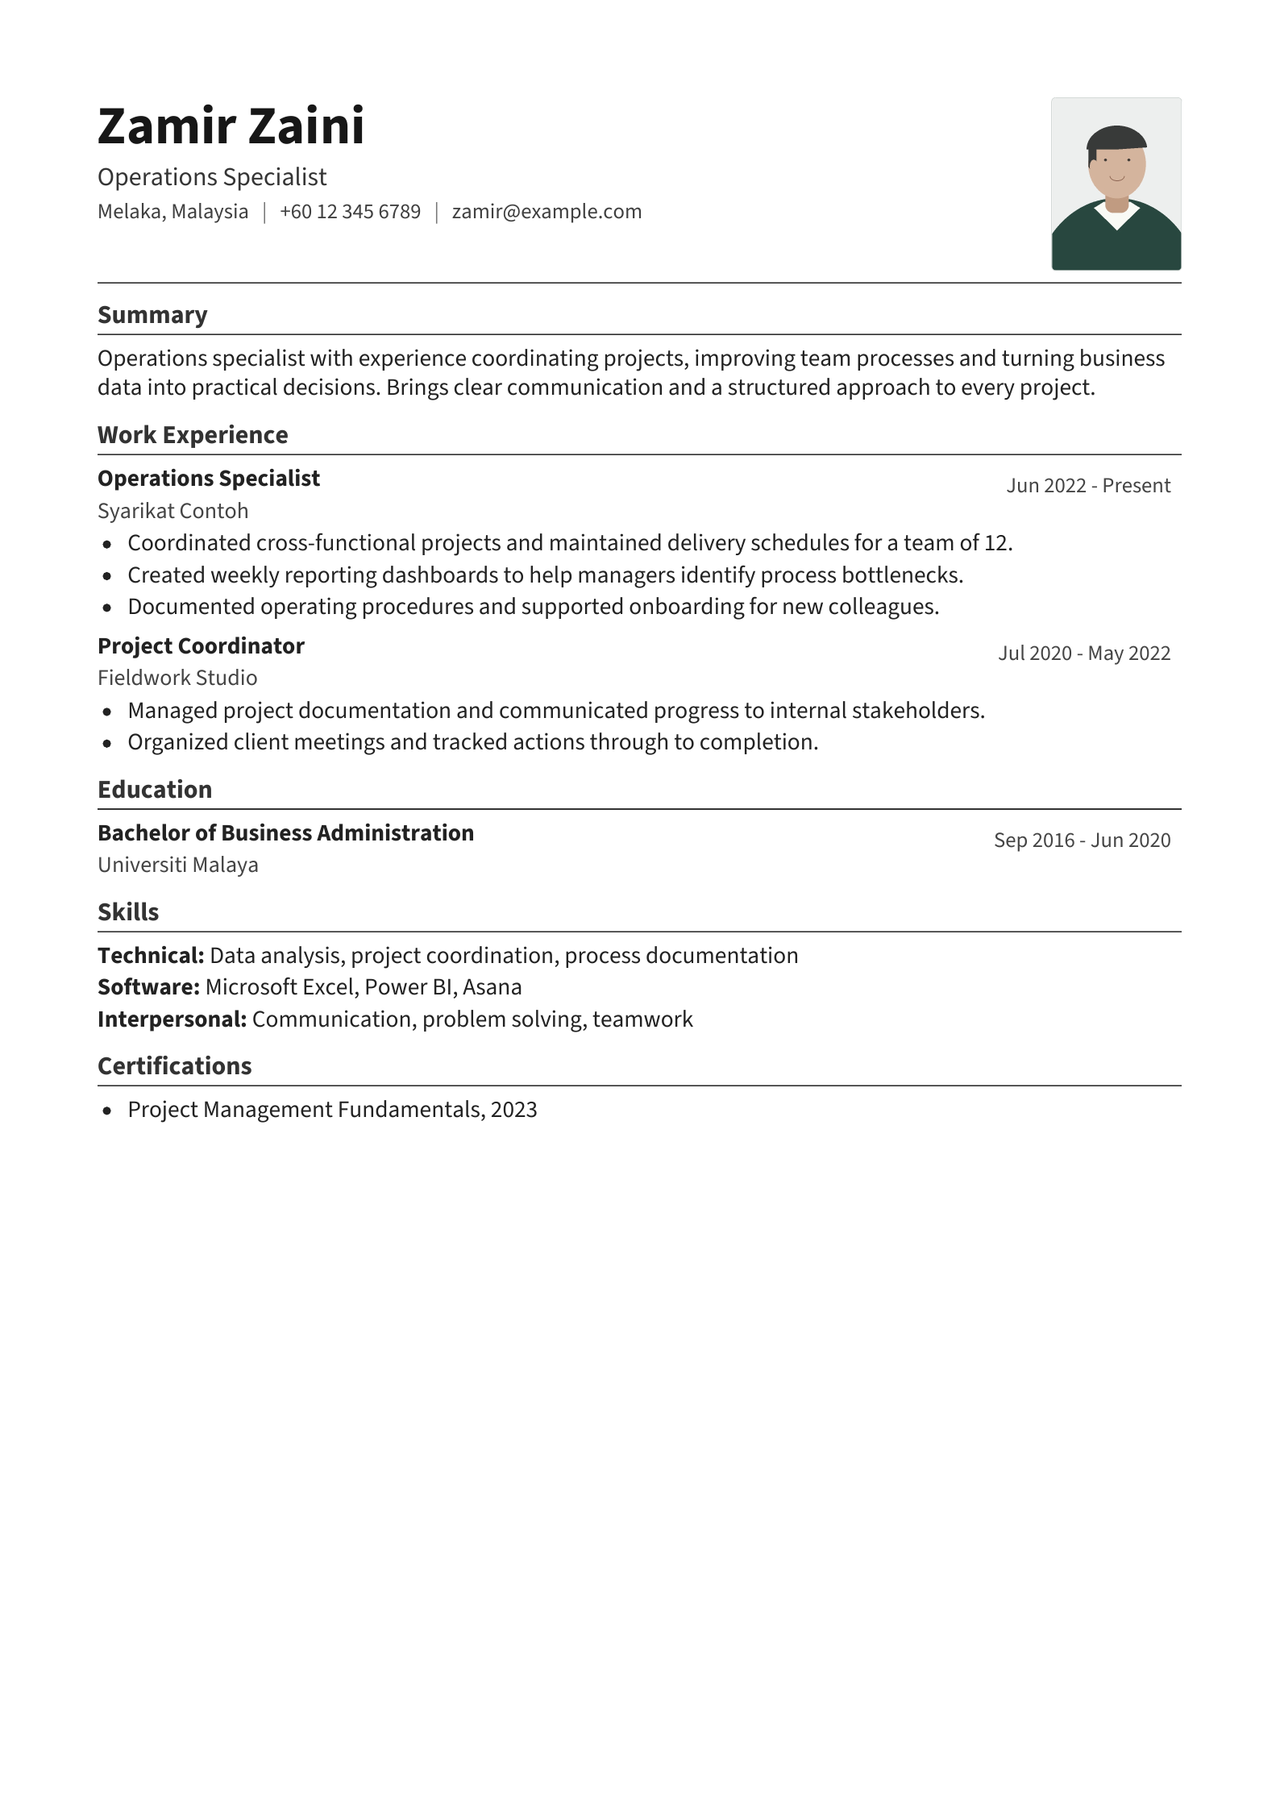 Zamir Zaini
Operations Specialist
Melaka, Malaysia | +60 12 345 6789 | zamir@example.com
Summary
Operations specialist with experience coordinating projects, improving team processes and turning business
data into practical decisions. Brings clear communication and a structured approach to every project.
Work Experience
Operations Specialist
Jun 2022 - Present
Syarikat Contoh
• Coordinated cross-functional projects and maintained delivery schedules for a team of 12.
• Created weekly reporting dashboards to help managers identify process bottlenecks.
• Documented operating procedures and supported onboarding for new colleagues.
Project Coordinator
Jul 2020 - May 2022
Fieldwork Studio
• Managed project documentation and communicated progress to internal stakeholders.
• Organized client meetings and tracked actions through to completion.
Education
Bachelor of Business Administration
Sep 2016 - Jun 2020
Universiti Malaya
Skills
Technical: Data analysis, project coordination, process documentation
Software: Microsoft Excel, Power BI, Asana
Interpersonal: Communication, problem solving, teamwork
Certifications
• Project Management Fundamentals, 2023